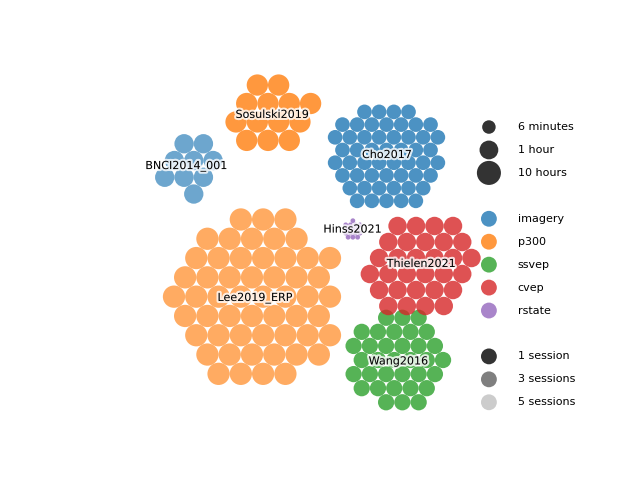 Sosulski2019
Cho2017
BNCI2014_001
Hinss2021
Thielen2021
Lee2019_ERP
Wang2016
6 minutes
1 hour
10 hours
imagery
p300
ssvep
cvep
rstate
1 session
3 sessions
5 sessions